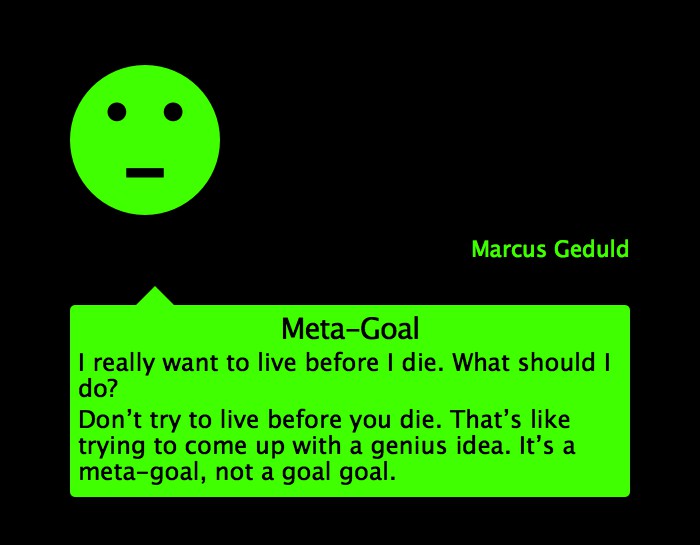 Marcus Geduld
Meta-Goal
I really want to live before I die. What should I
do?
Don’t try to live before you die. That’s like
trying to come up with a genius idea. It’s a
meta-goal, not a goal goal.